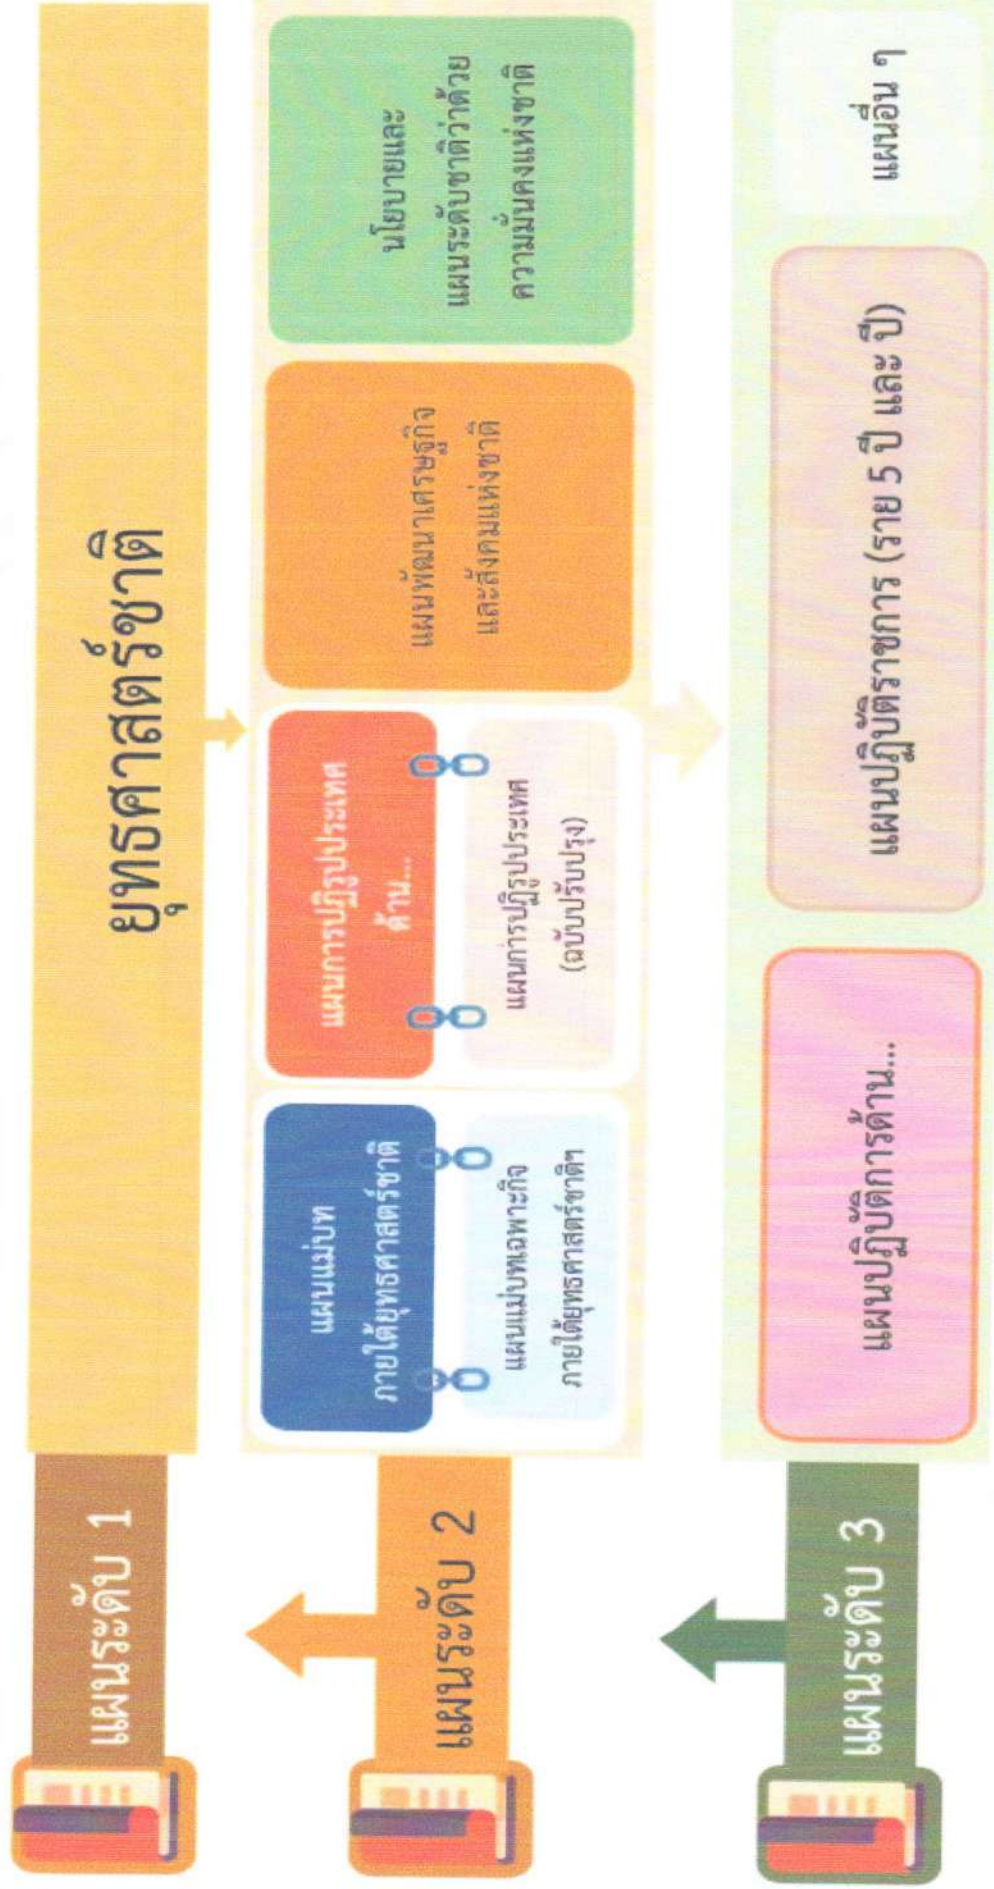 แผนระดับ 1
ยุทธศาสตร์ชาติ
แผนระดับ 2
แผนแม่บท
ภายใต้ยุทธศาสตร์ชาติ
แผนแม่บทเฉพาะกิจ
ภายใต้ยุทธศาสตร์ชาติฯ
แผนการปฏิรูปประเทศ
ด้าน...
แผนการปฏิรูปประเทศ
(ฉบับปรับปรุง)
แผนพัฒนาเศรษฐกิจ
และสังคมแห่งชาติ
นโยบายและ
แผนระดับชาติว่าด้วย
ความมั่นคงแห่งชาติ
แผนระดับ 3
แผนปฏิบัติการด้าน...
แผนปฏิบัติราชการ (ราย 5 ปี และ ปี)
แผนอื่น ๆ